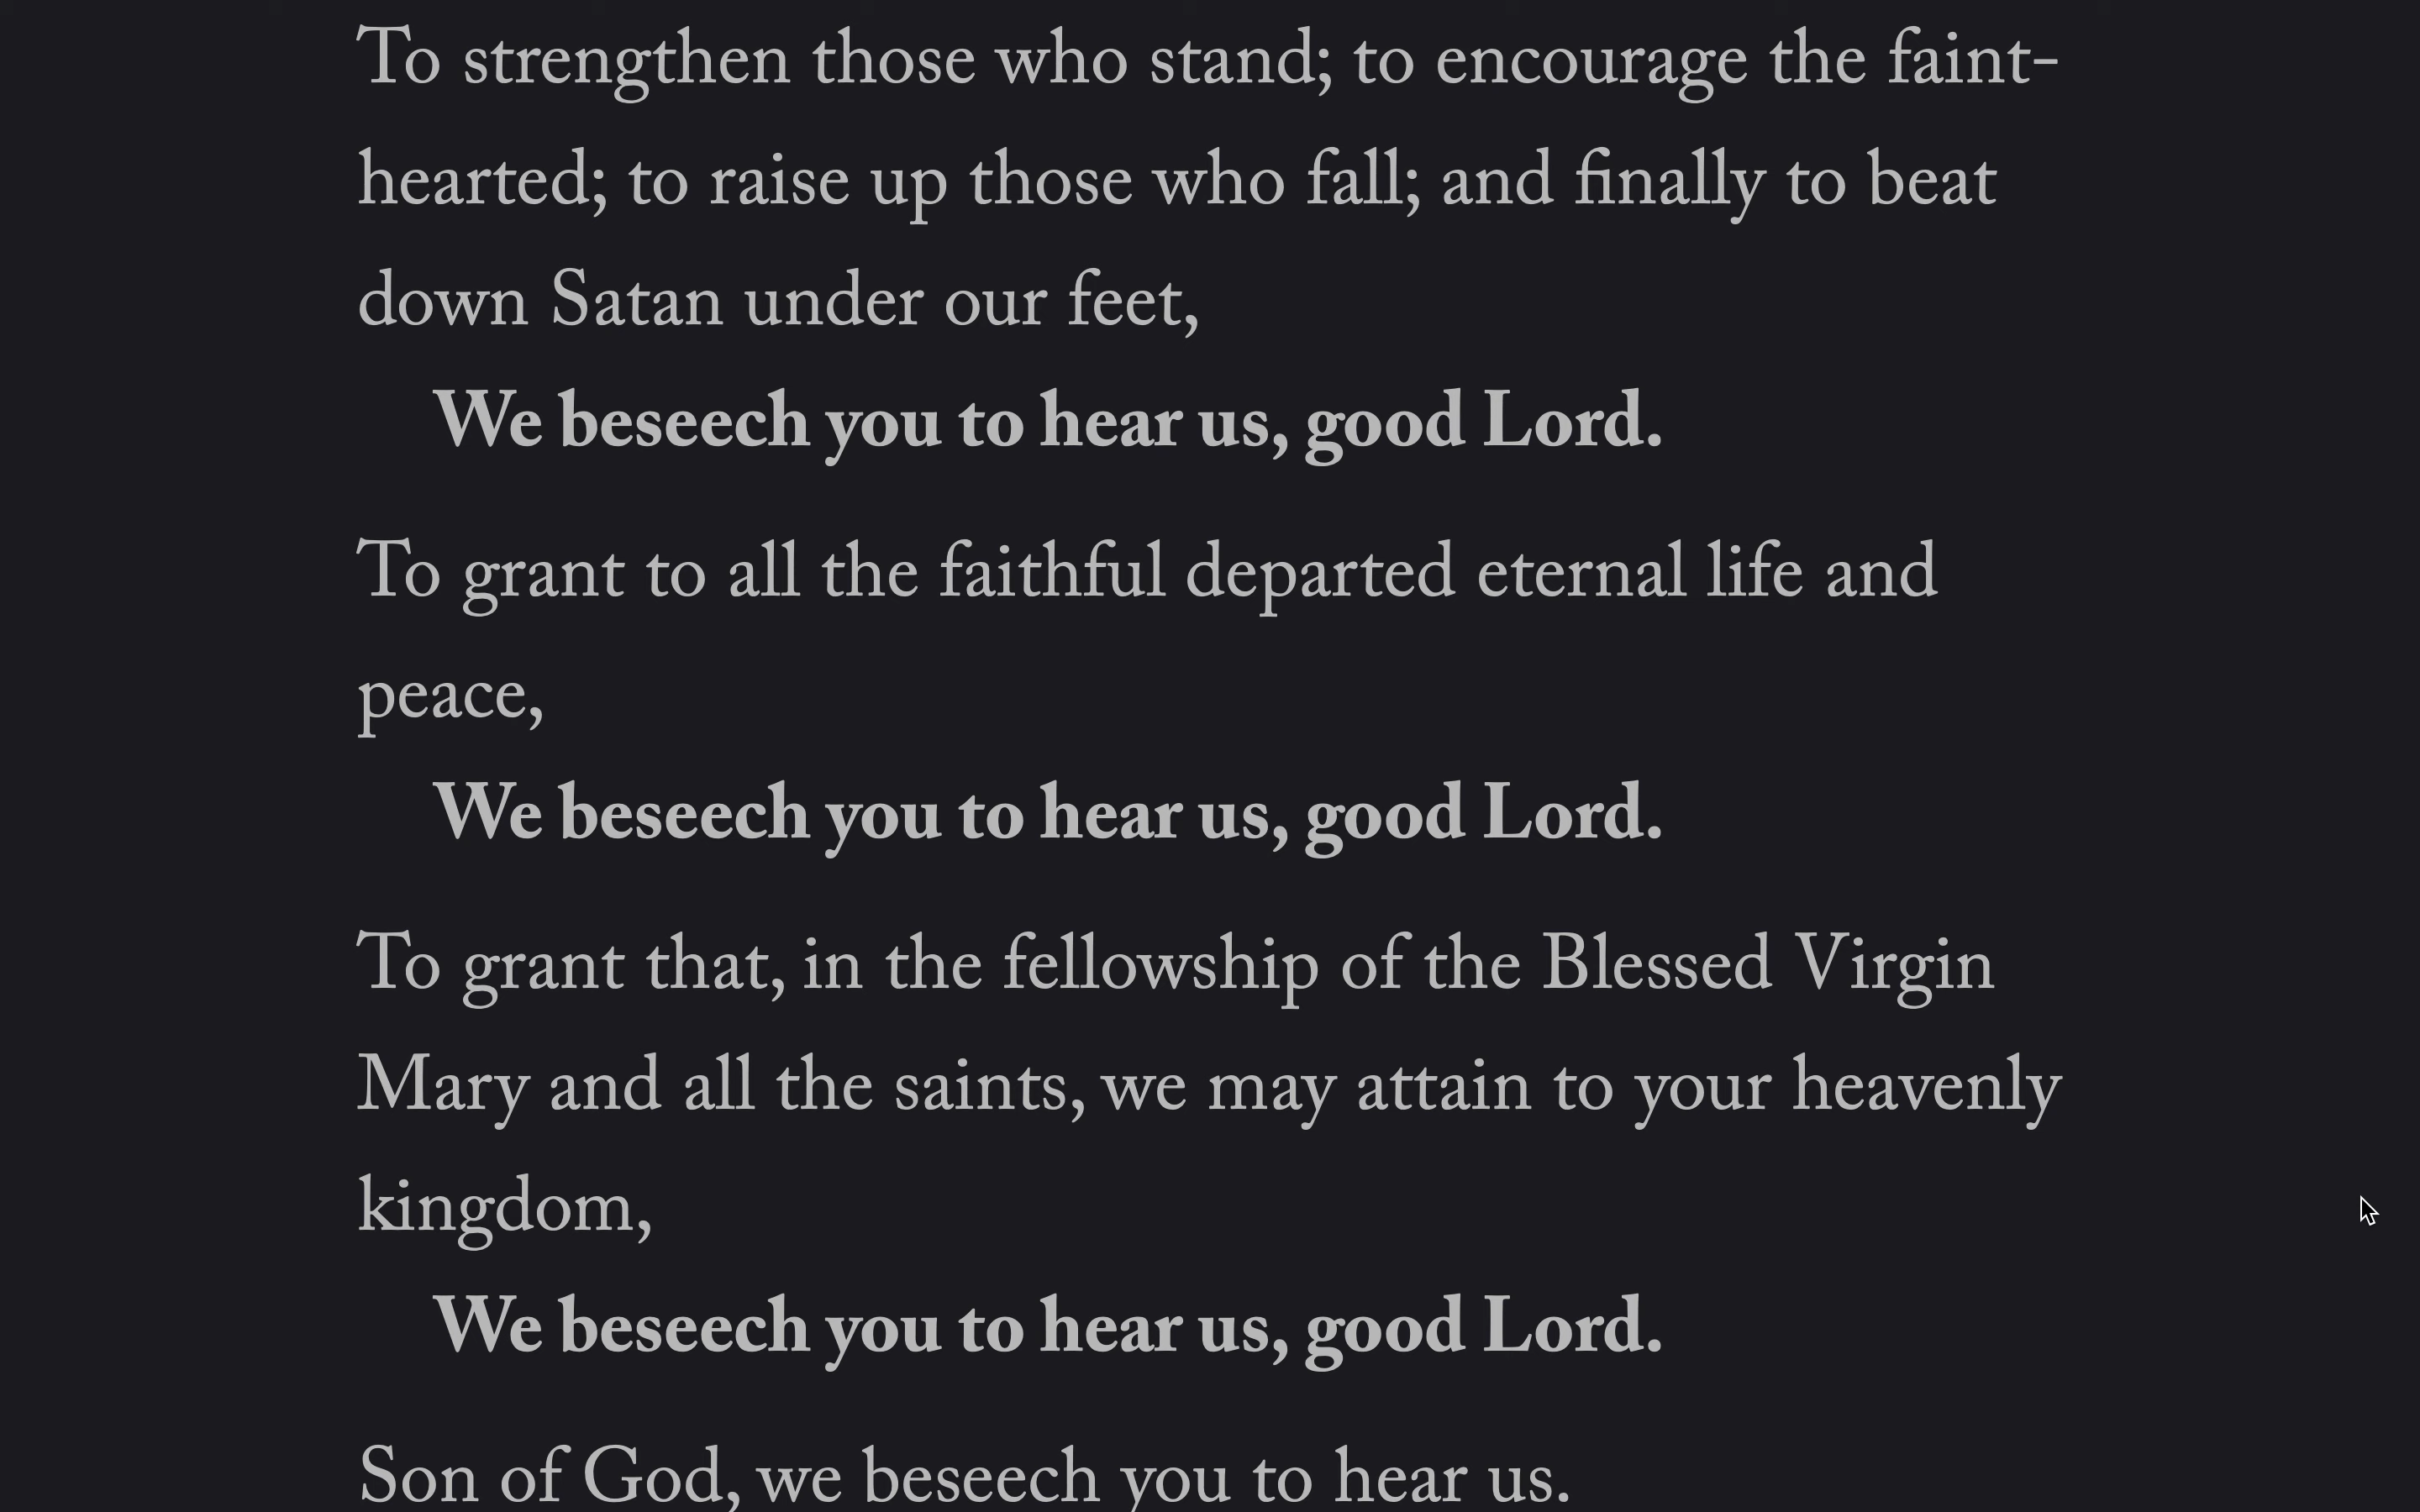 To strengthen those who stand; to encourage the faint-
hearted; to raise up those who fall; and finally to beat
down Satan under our feet,
We beseech you to hear us, good Lord.
To grant to all the faithful departed eternal life and
peace,
We beseech you to hear us, good Lord.
To grant that, in the fellowship of the Blessed Virgin
Mary and all the saints, we may attain to your heavenly
kingdom,
We beseech you to hear us, good Lord.
Son of God, we beseech you to hear us.